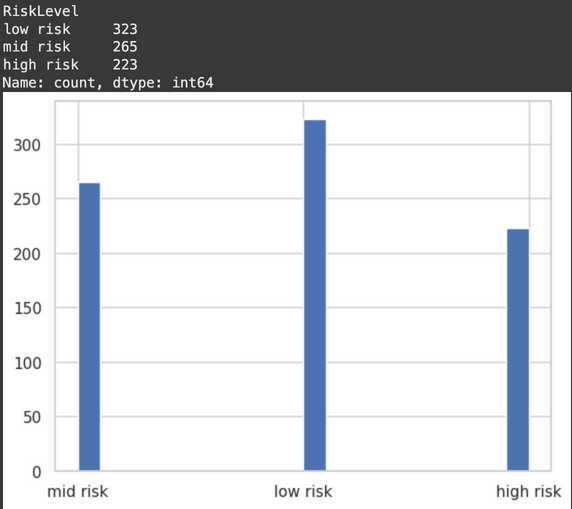 RiskLevel
low risk     323
mid risk     265
high risk    223
Name: count, dtype: int64
300
250
200
150
100
50
0
mid risk low risk high risk